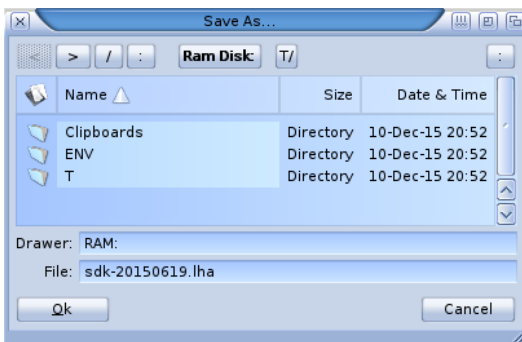 Save As...
< > / : Ram Disk: T/ :
Name Size Date & Time
Clipboards Directory 10-Dec-15 20:52
ENV Directory 10-Dec-15 20:52
T Directory 10-Dec-15 20:52
Drawer: RAM:
File: sdk-20150619.lha
Ok Cancel